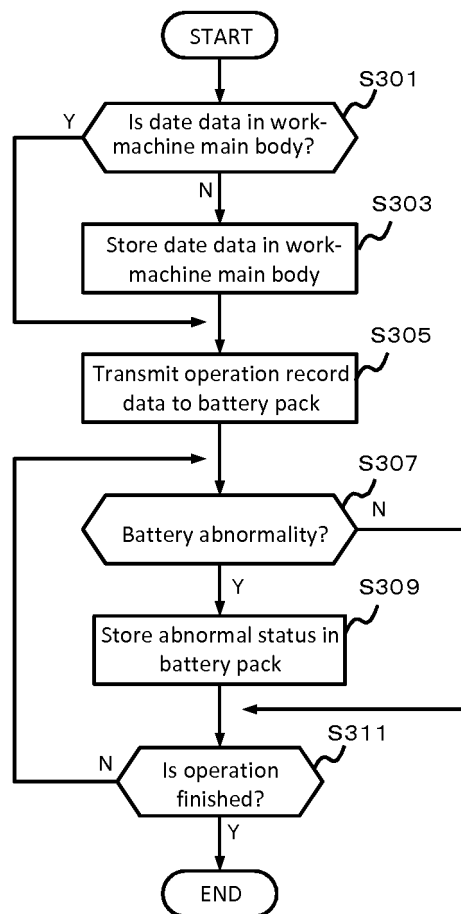 START
S301
Y
Is date data in work-
machine main body?
N
S303
Store date data in work-
machine main body
S305
Transmit operation record
data to battery pack
S307
N
Battery abnormality?
Y
S309
Store abnormal status in
battery pack
S311
N
Is operation
finished?
Y
END